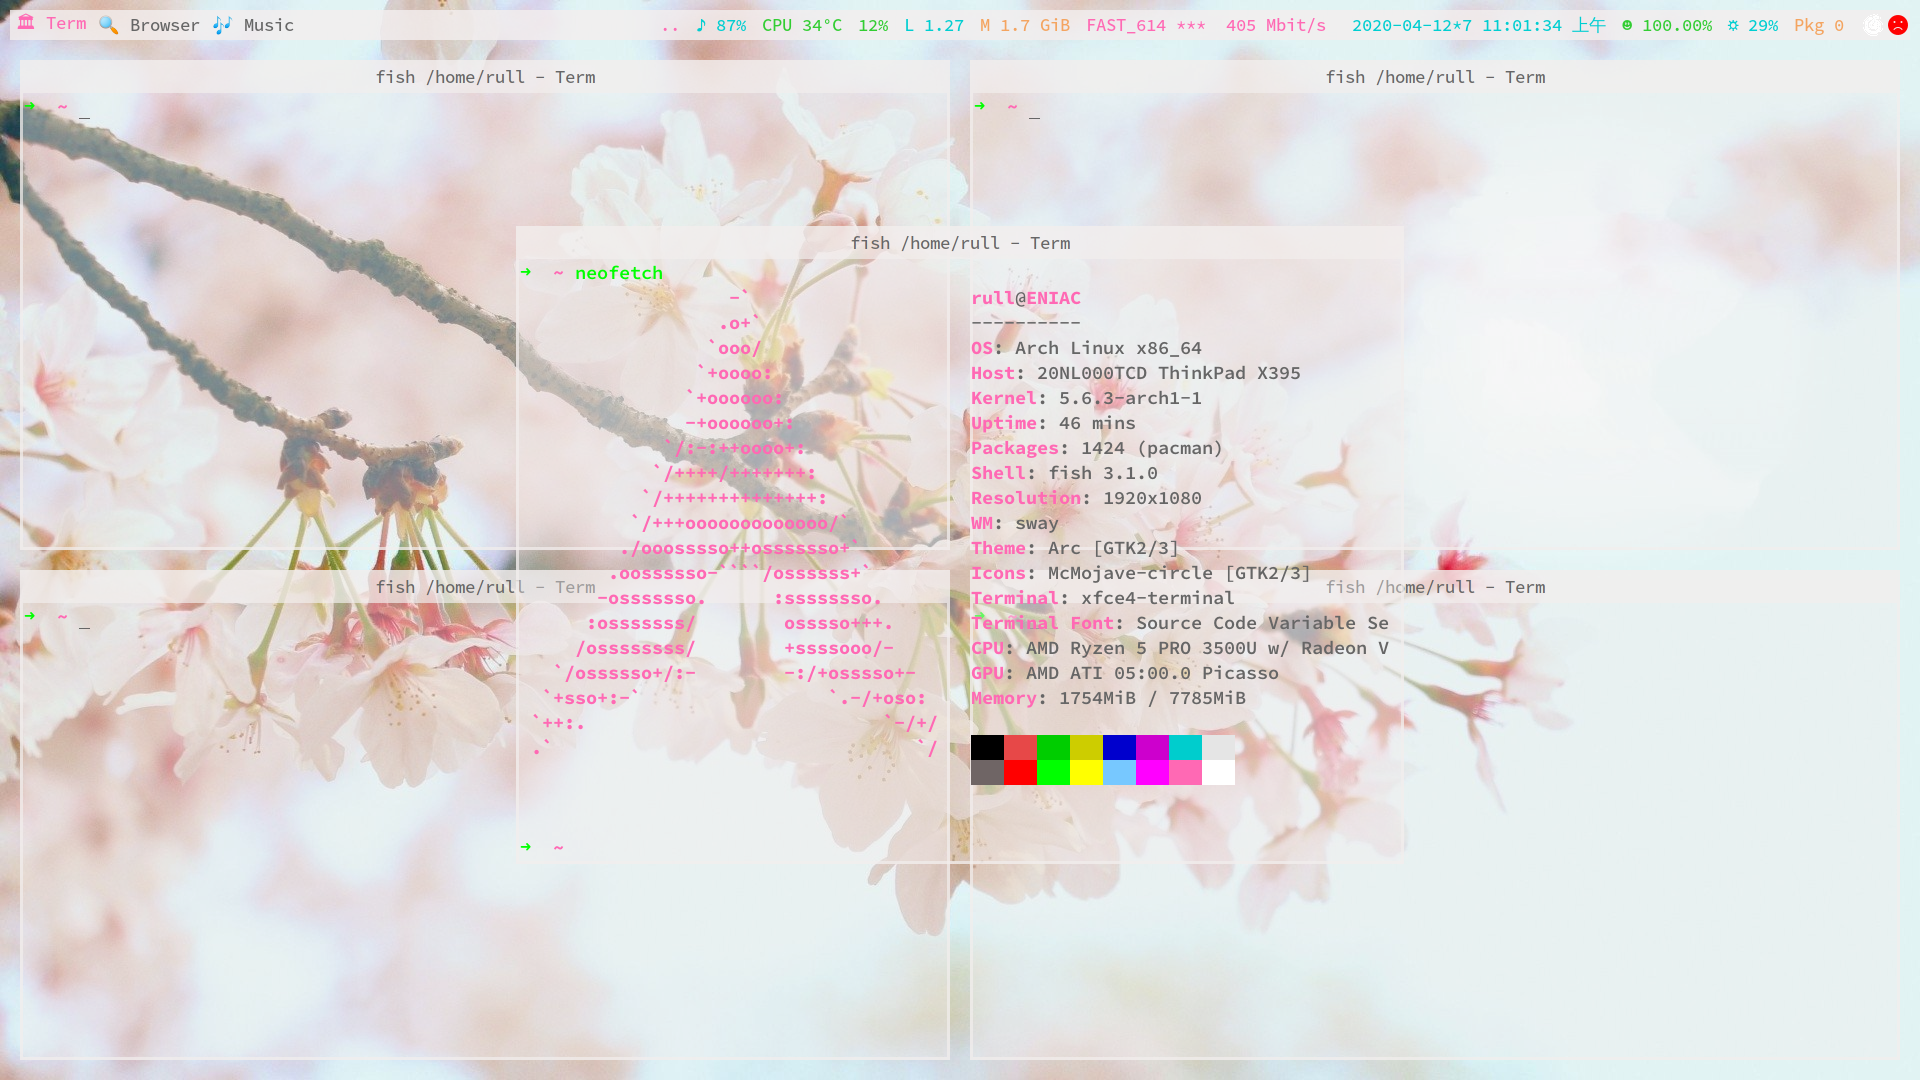 Term Browser Music .. ♪ 87% CPU 34°C 12% L 1.27 M 1.7 GiB FAST_614 *** 405 Mbit/s 2020-04-12*7 11:01:34 上午 ☻ 100.00% ☼ 29% Pkg 0
fish /home/rull - Term
➜ ~ _
fish /home/rull - Term
➜ ~ _
fish /home/rull - Term
➜ ~ neofetch
-`
.o+`
`ooo/
`+oooo:
`+oooooo:
-+oooooo+:
`/:-:++oooo+:
`/++++/+++++++:
`/++++++++++++++:
`/+++ooooooooooooo/`
./ooosssso++osssssso+`
.oossssso-````/ossssss+`
-osssssso. :ssssssso.
:osssssss/ osssso+++.
/ossssssss/ +ssssooo/-
`/ossssso+/:- -:/+osssso+-
`+sso+:-` `.-/+oso:
`++:. `-/+/
.` `/
rull@ENIAC
----------
OS: Arch Linux x86_64
Host: 20NL000TCD ThinkPad X395
Kernel: 5.6.3-arch1-1
Uptime: 46 mins
Packages: 1424 (pacman)
Shell: fish 3.1.0
Resolution: 1920x1080
WM: sway
Theme: Arc [GTK2/3]
Icons: McMojave-circle [GTK2/3]
Terminal: xfce4-terminal
Terminal Font: Source Code Variable Se
CPU: AMD Ryzen 5 PRO 3500U w/ Radeon V
GPU: AMD ATI 05:00.0 Picasso
Memory: 1754MiB / 7785MiB
➜ ~
fish /home/rull - Term
➜ ~ _
fish /home/rull - Term